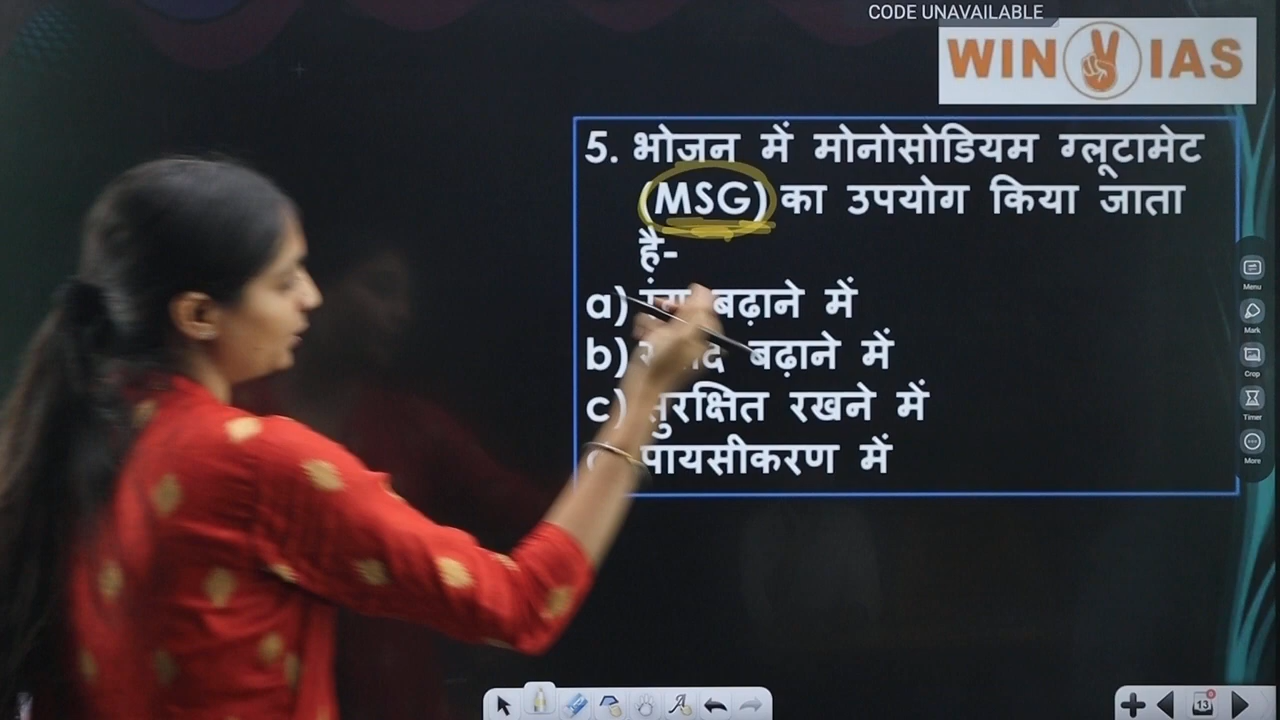 CODE UNAVAILABLE
WIN IAS
5. भोजन में मोनोसोडियम ग्लूटामेट
(MSG) का उपयोग किया जाता
है-
a) बढ़ाने में
b) बढ़ाने में
c) सुरक्षित रखने में
पायसीकरण में
Menu
Mark
Crop
Timer
More
13